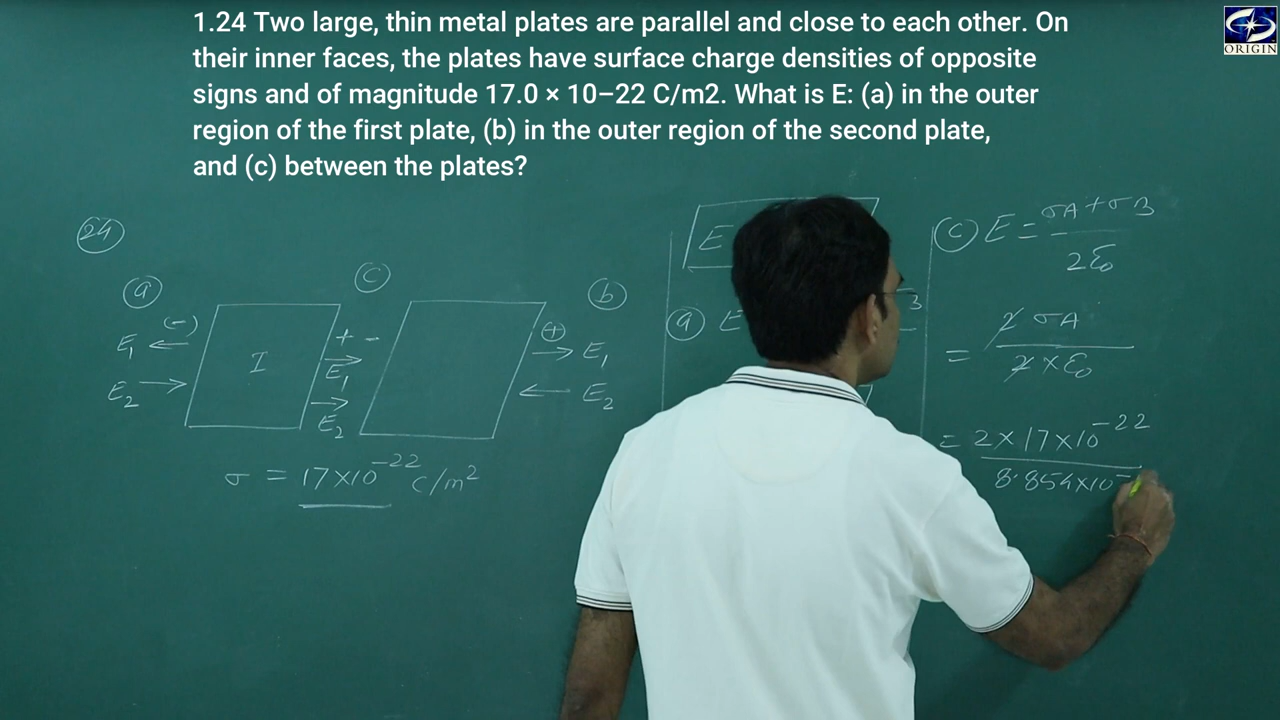 1.24 Two large, thin metal plates are parallel and close to each other. On
their inner faces, the plates have surface charge densities of opposite
signs and of magnitude 17.0 × 10–22 C/m2. What is E: (a) in the outer
region of the first plate, (b) in the outer region of the second plate,
and (c) between the plates?
ORIGIN
24
a
c
b
(-)
E₁ ←
E₂ →
I
+ -
→
E₁
→
E₂
+
→ E₁
← E₂
σ = 17×10⁻²² C/m²
E
a E
3
c E = σA + σB / 2ε₀
= 2 σA / 2 × ε₀
= 2×17×10⁻²² / 8.854×10⁻